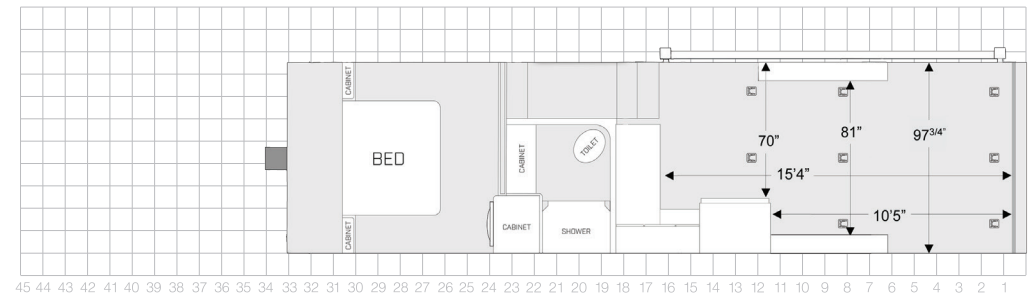 CABINET
BED
CABINET
CABINET
TOILET
CABINET
SHOWER
70”
81”
97 3/4”
15’4”
10’5”
45 44 43 42 41 40 39 38 37 36 35 34 33 32 31 30 29 28 27 26 25 24 23 22 21 20 19 18 17 16 15 14 13 12 11 10 9 8 7 6 5 4 3 2 1